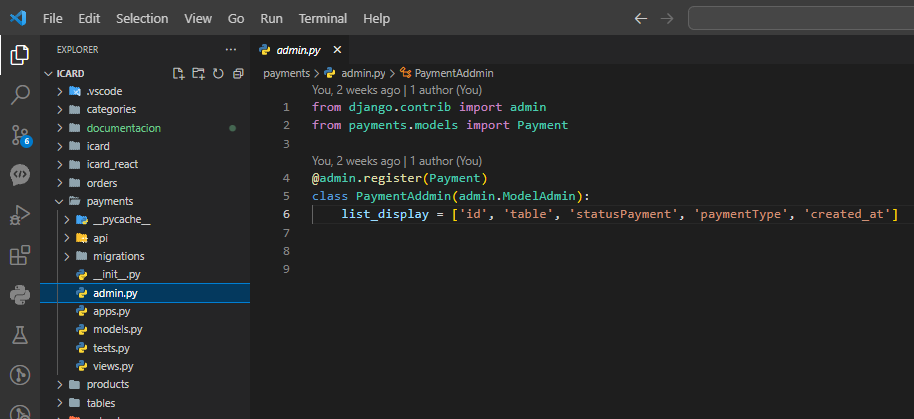 File Edit Selection View Go Run Terminal Help
EXPLORER
ICARD
.vscode
categories
documentacion
icard
icard_react
orders
payments
__pycache__
api
migrations
__init__.py
admin.py
apps.py
models.py
tests.py
views.py
products
tables
6
admin.py
payments > admin.py > PaymentAddmin
You, 2 weeks ago | 1 author (You)
1 from django.contrib import admin
2 from payments.models import Payment
3
You, 2 weeks ago | 1 author (You)
4 @admin.register(Payment)
5 class PaymentAddmin(admin.ModelAdmin):
6 list_display = ['id', 'table', 'statusPayment', 'paymentType', 'created_at']
7
8
9